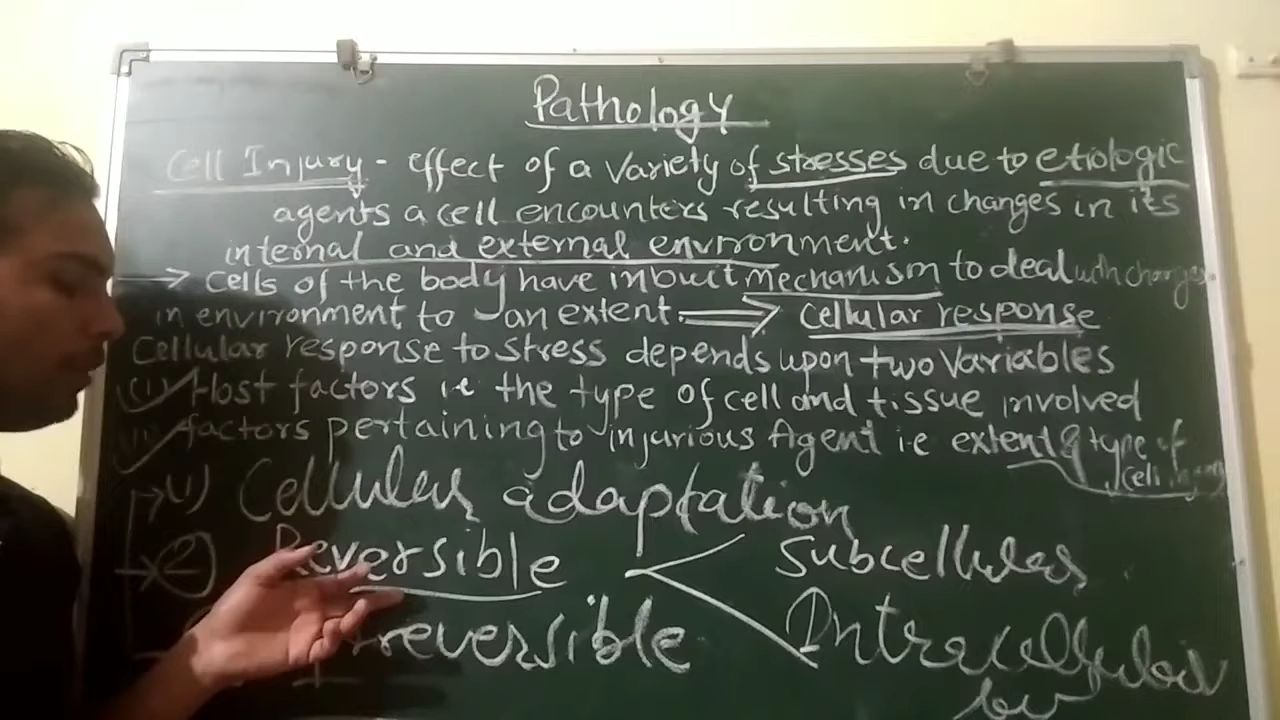 Pathology
Cell Injury - effect of a variety of stresses due to etiologic
agents a cell encounters resulting in changes in its
internal and external environment.
→ Cells of the body have inbuilt mechanism to deal with changes
in environment to an extent. ⟹ Cellular response
Cellular response to stress depends upon two variables
(I) Host factors i.e the type of cell and tissue involved
(II) factors pertaining to injurious Agent i.e extent & type of
cell injury
→ (1) Cellular adaptation
→ (2) Reversible < Subcellular
Irreversible Intracellular